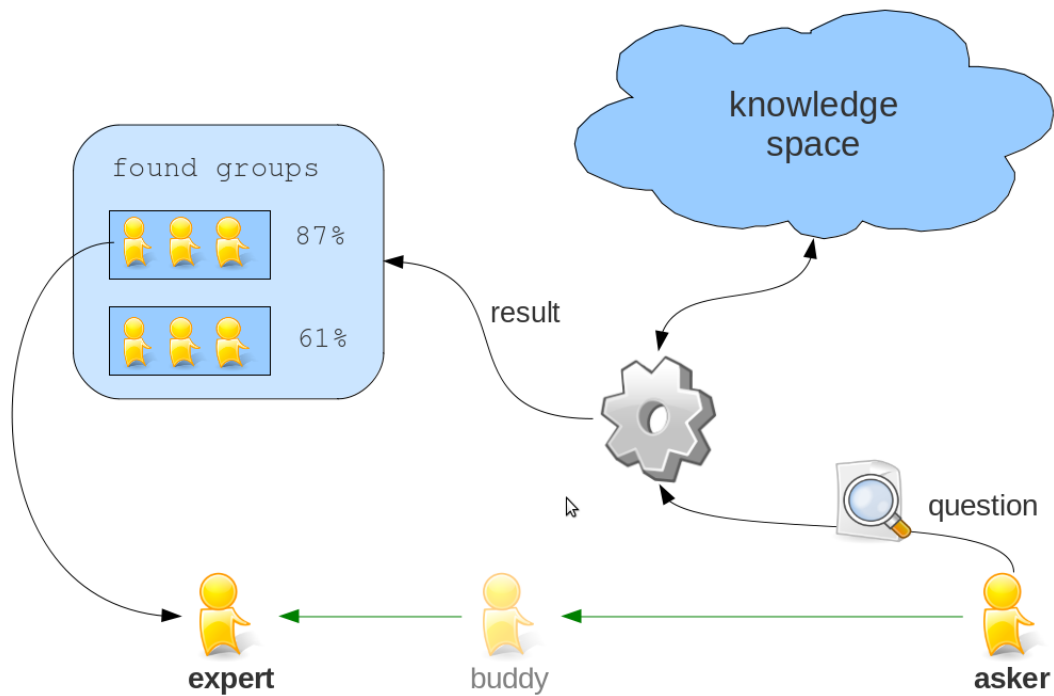 knowledge
space
found groups
87%
result
61%
question
expert
buddy
asker